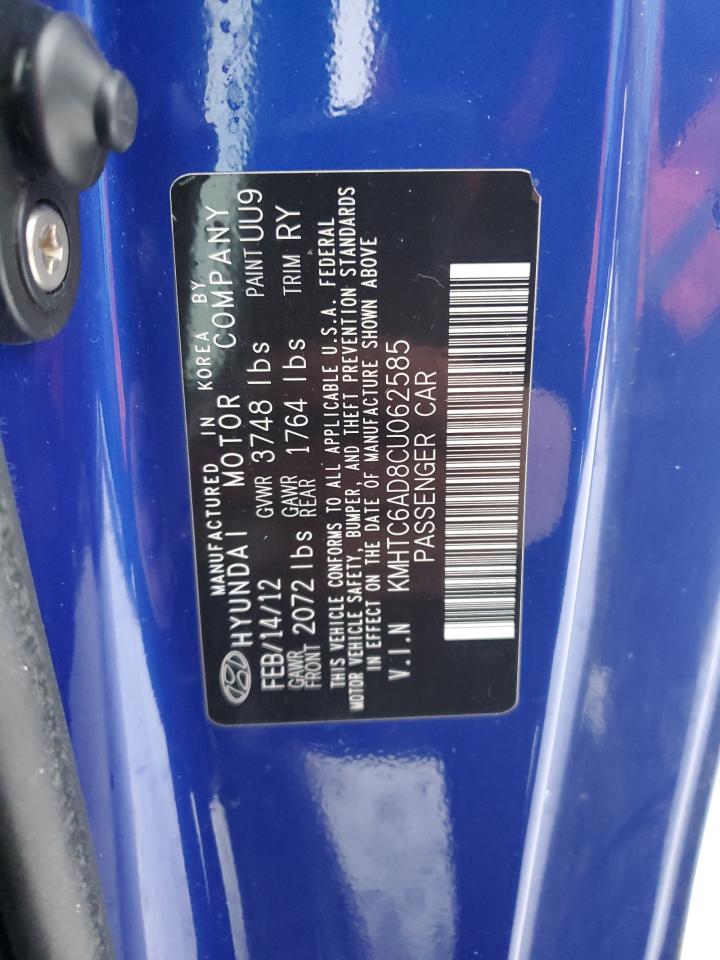 MANUFACTURED IN KOREA BY
HYUNDAI MOTOR COMPANY
FEB/14/12 GVWR 3748 lbs PAINT UU9
GAWR FRONT 2072 lbs GAWR REAR 1764 lbs TRIM RY
THIS VEHICLE CONFORMS TO ALL APPLICABLE U.S.A. FEDERAL
MOTOR VEHICLE SAFETY, BUMPER, AND THEFT PREVENTION STANDARDS
IN EFFECT ON THE DATE OF MANUFACTURE SHOWN ABOVE
V.I.N KMHTC6AD8CU062585
PASSENGER CAR